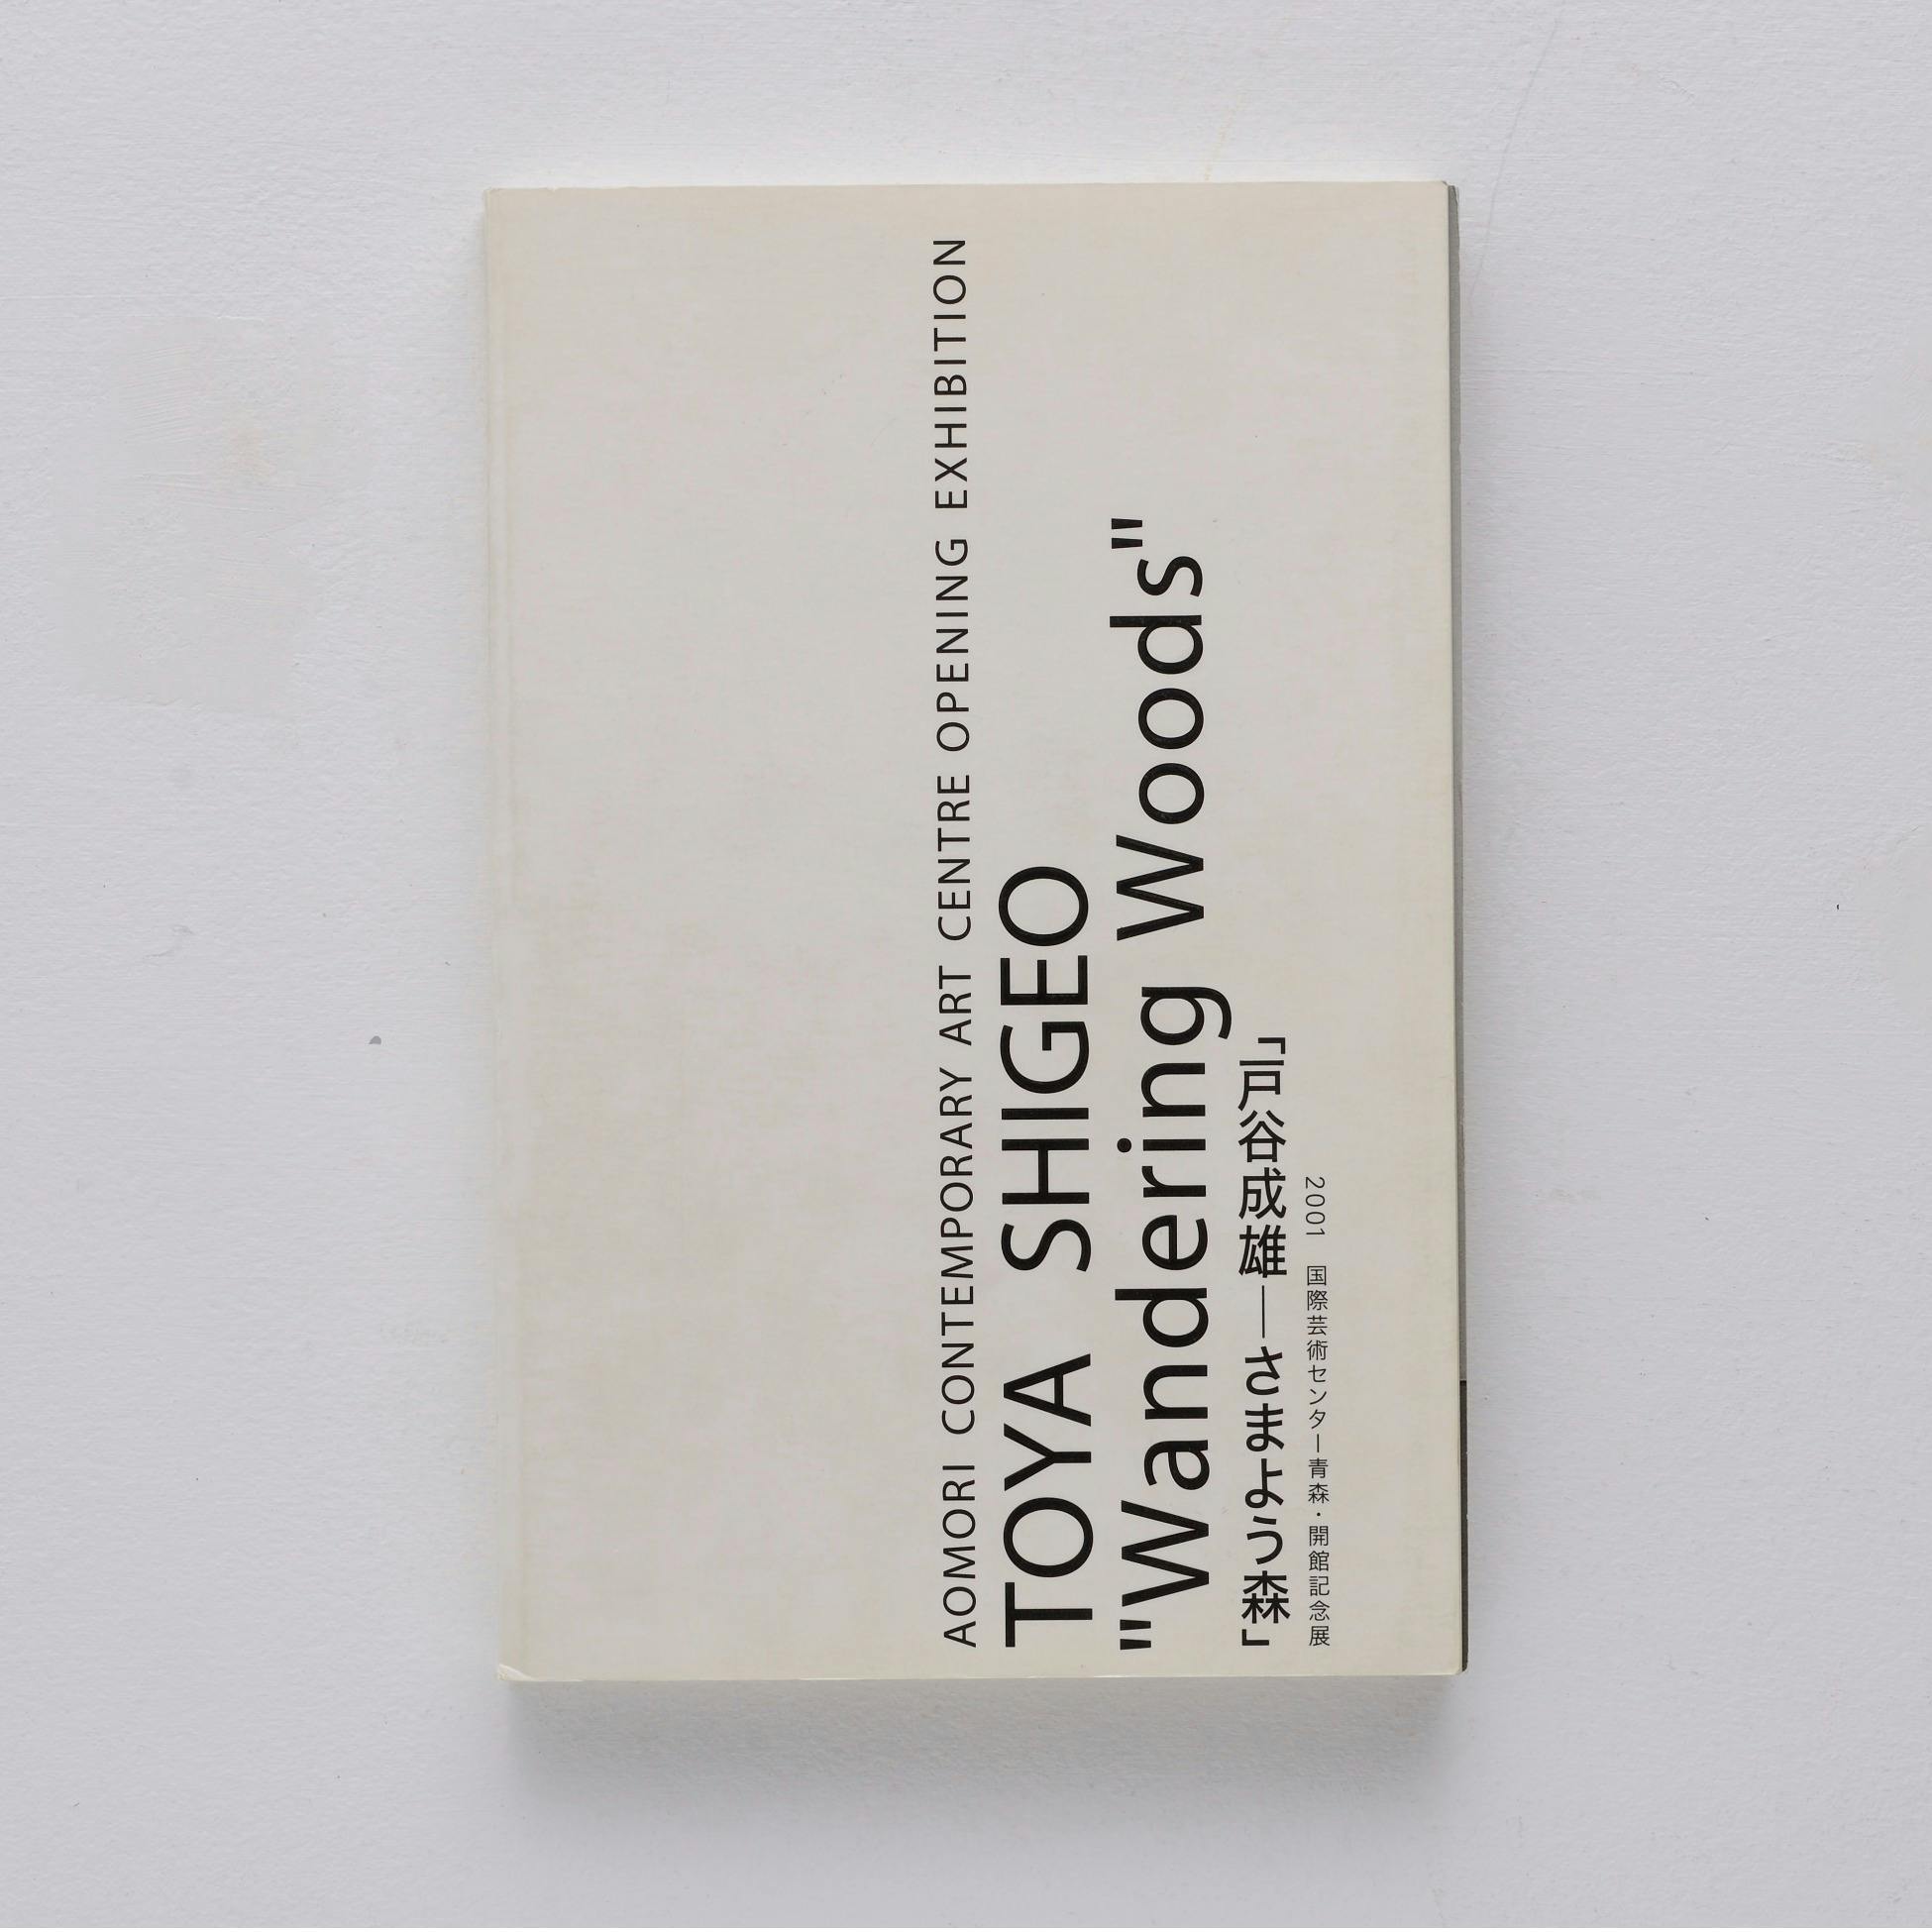 AOMORI CONTEMPORARY ART CENTRE OPENING EXHIBITION
TOYA SHIGEO
"Wandering Woods"
「戸谷成雄―さまよう森」
2001 国際芸術センター青森・開館記念展